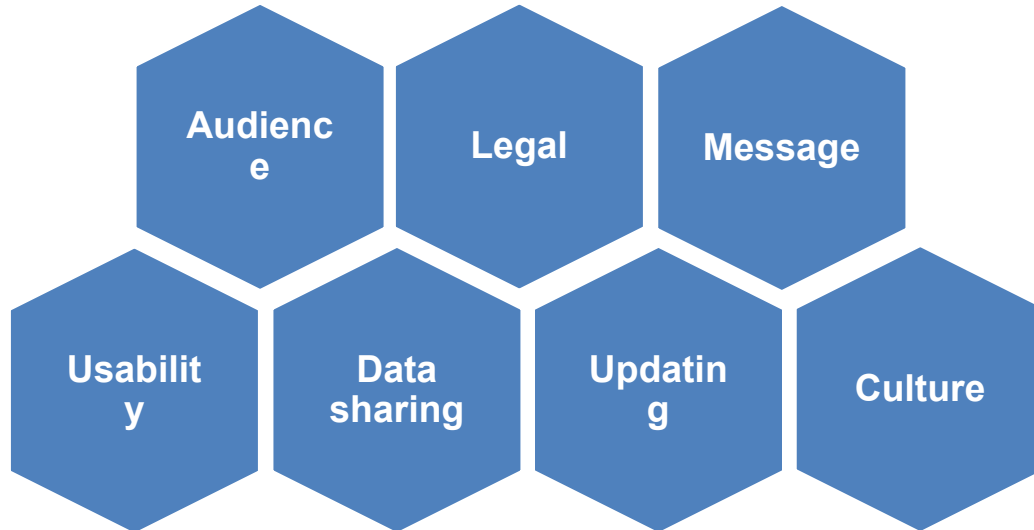 Audienc
e
Legal
Message
Usabilit
y
Data
sharing
Updatin
g
Culture